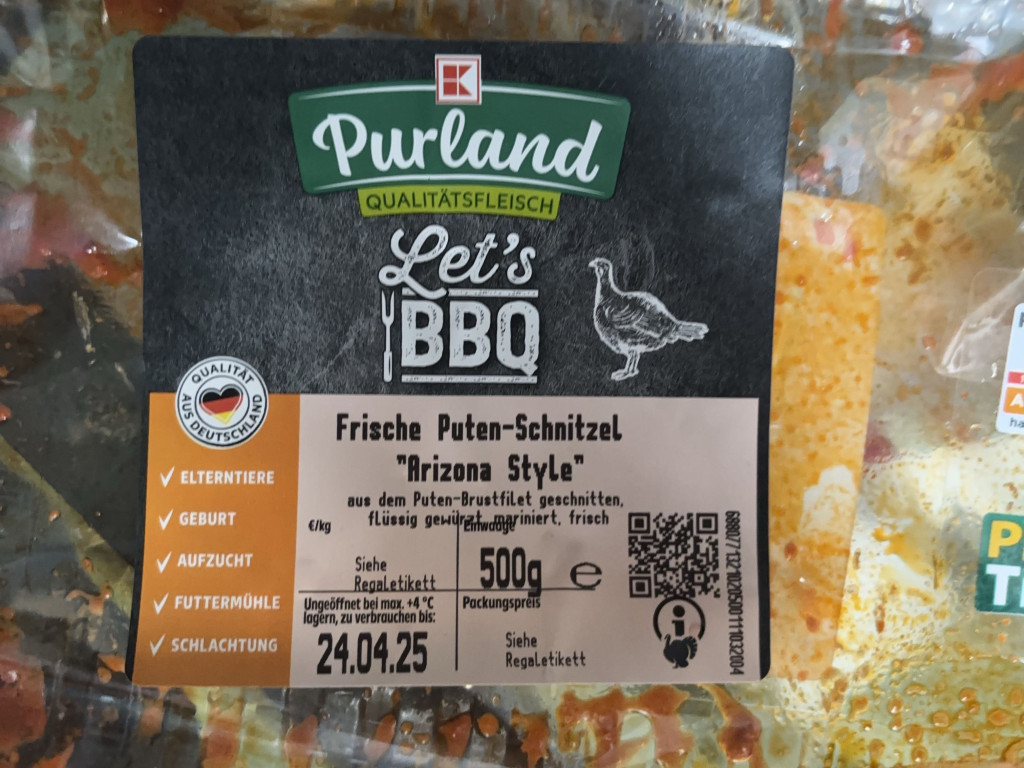 K
Purland
QUALITÄTSFLEISCH
Let's
BBQ
QUALITÄT
AUS DEUTSCHLAND
ELTERNTIERE
GEBURT
AUFZUCHT
FUTTERMÜHLE
SCHLACHTUNG
Frische Puten-Schnitzel
"Arizona Style"
aus dem Puten-Brustfilet geschnitten,
flüssig gewürzt, mariniert, frisch
€/kg
Einwaage
Siehe
Regaletikett
500g e
Ungeöffnet bei max. +4 °C
lagern, zu verbrauchen bis:
24.04.25
Packungspreis
Siehe
Regaletikett
i